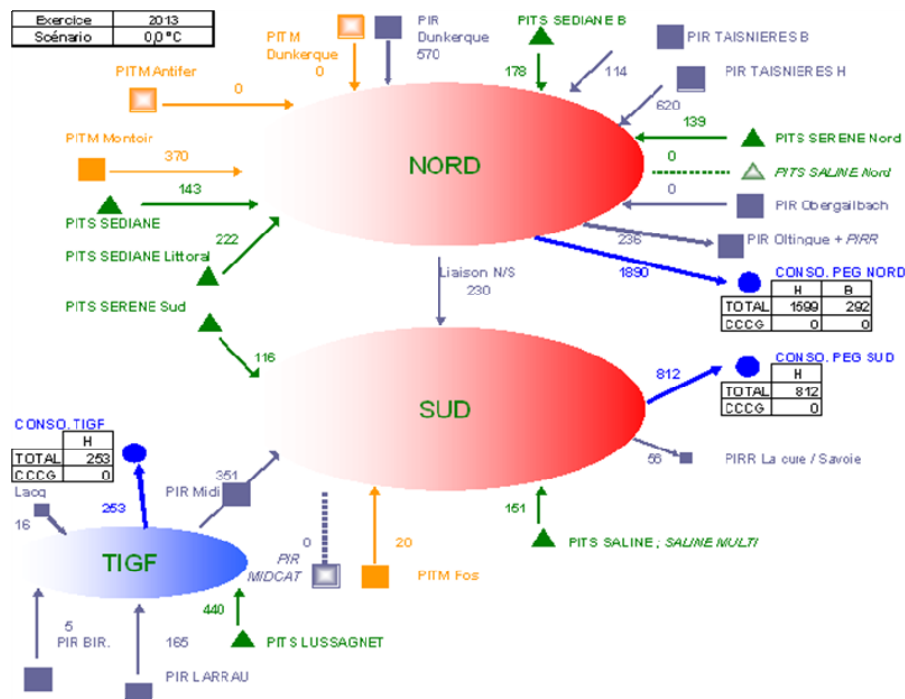 Exercice 2013
Scénario 0,0 °C
PITM
Dunkerque
0
PIR
Dunkerque
570
PITS SEDIANE B
178
PIR TAISNIERES B
114
PIR TAISNIERES H
620
PITM Antifer
0
139
PITS SERENE Nord
PITM Montoir
370
NORD
0
PITS SALINE Nord
143
0
PIR Obergailbach
PITS SEDIANE
222
236
PIR Oltingue + PIRR
PITS SEDIANE Littoral
1890
CONSO. PEG NORD
H B
TOTAL 1599 292
CCCG 0 0
Liaison N/S
230
PITS SERENE Sud
116
812
CONSO. PEG SUD
H
TOTAL 812
CCCG 0
SUD
CONSO. TIGF
H
TOTAL 253
CCCG 0
56
PIRR La cure / Savoie
Lacq
16
253
PIR Midi
351
TIGF
0
PIR
MIDCAT
20
PITM Fos
151
PITS SALINE ; SALINE MULTI
5
PIR BIR.
165
PIR LARRAU
440
PITS LUSSAGNET